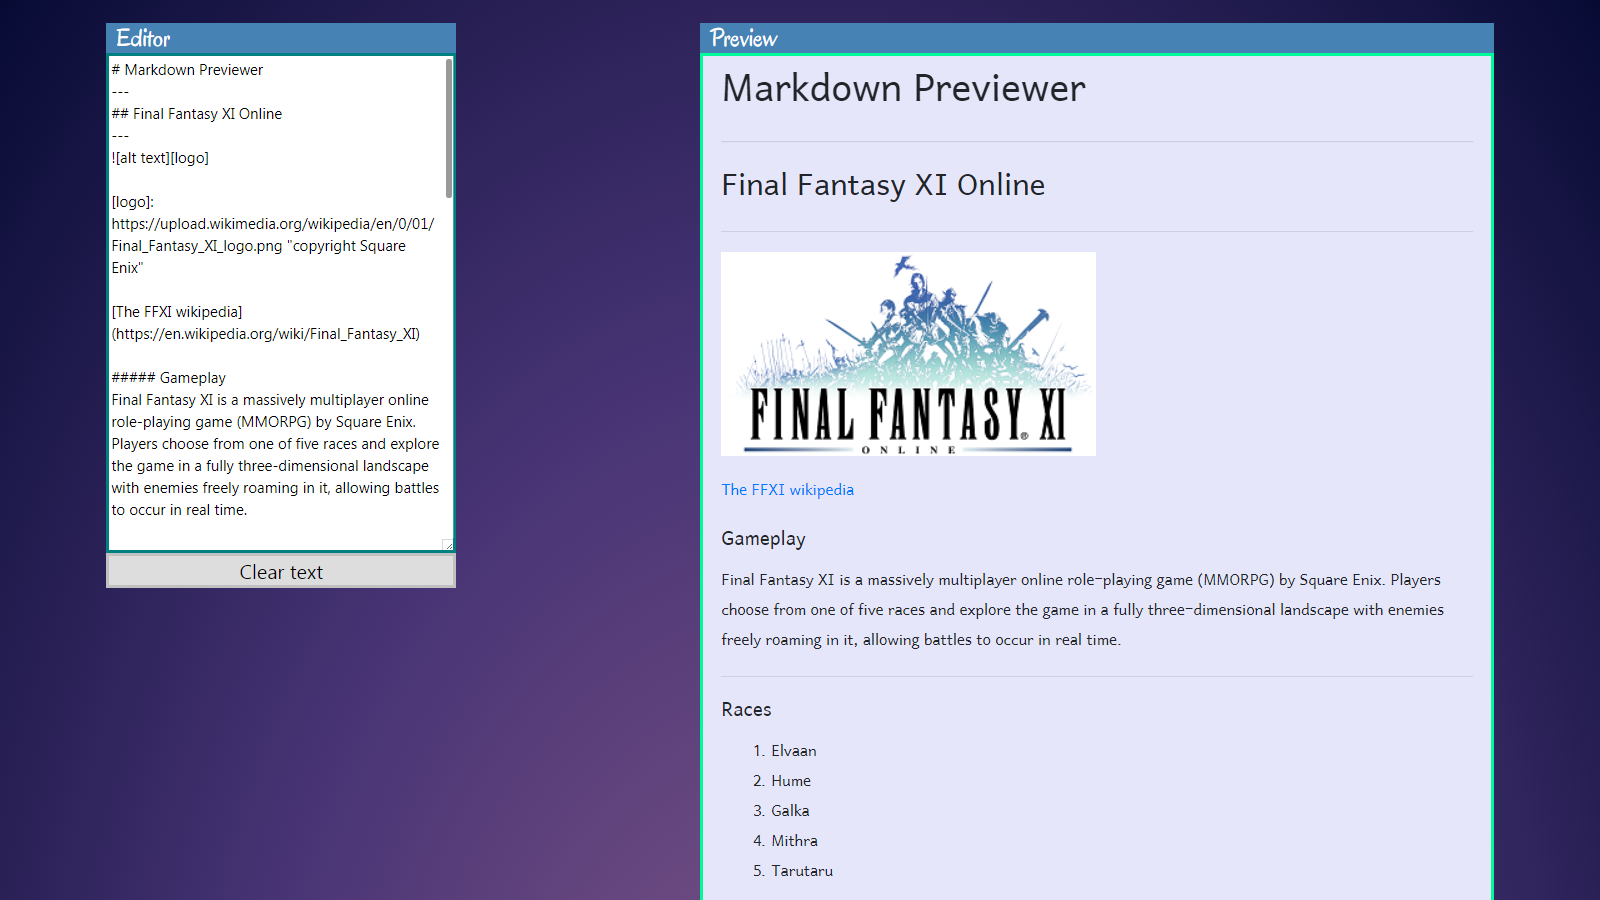 Editor
# Markdown Previewer
---
## Final Fantasy XI Online
---
![alt text][logo]
[logo]:
https://upload.wikimedia.org/wikipedia/en/0/01/
Final_Fantasy_XI_logo.png "copyright Square
Enix"
[The FFXI wikipedia]
(https://en.wikipedia.org/wiki/Final_Fantasy_XI)
##### Gameplay
Final Fantasy XI is a massively multiplayer online
role-playing game (MMORPG) by Square Enix.
Players choose from one of five races and explore
the game in a fully three-dimensional landscape
with enemies freely roaming in it, allowing battles
to occur in real time.
Clear text
Preview
Markdown Previewer
Final Fantasy XI Online
FINAL FANTASY® XI
ONLINE
The FFXI wikipedia
Gameplay
Final Fantasy XI is a massively multiplayer online role-playing game (MMORPG) by Square Enix. Players
choose from one of five races and explore the game in a fully three-dimensional landscape with enemies
freely roaming in it, allowing battles to occur in real time.
Races
1. Elvaan
2. Hume
3. Galka
4. Mithra
5. Tarutaru